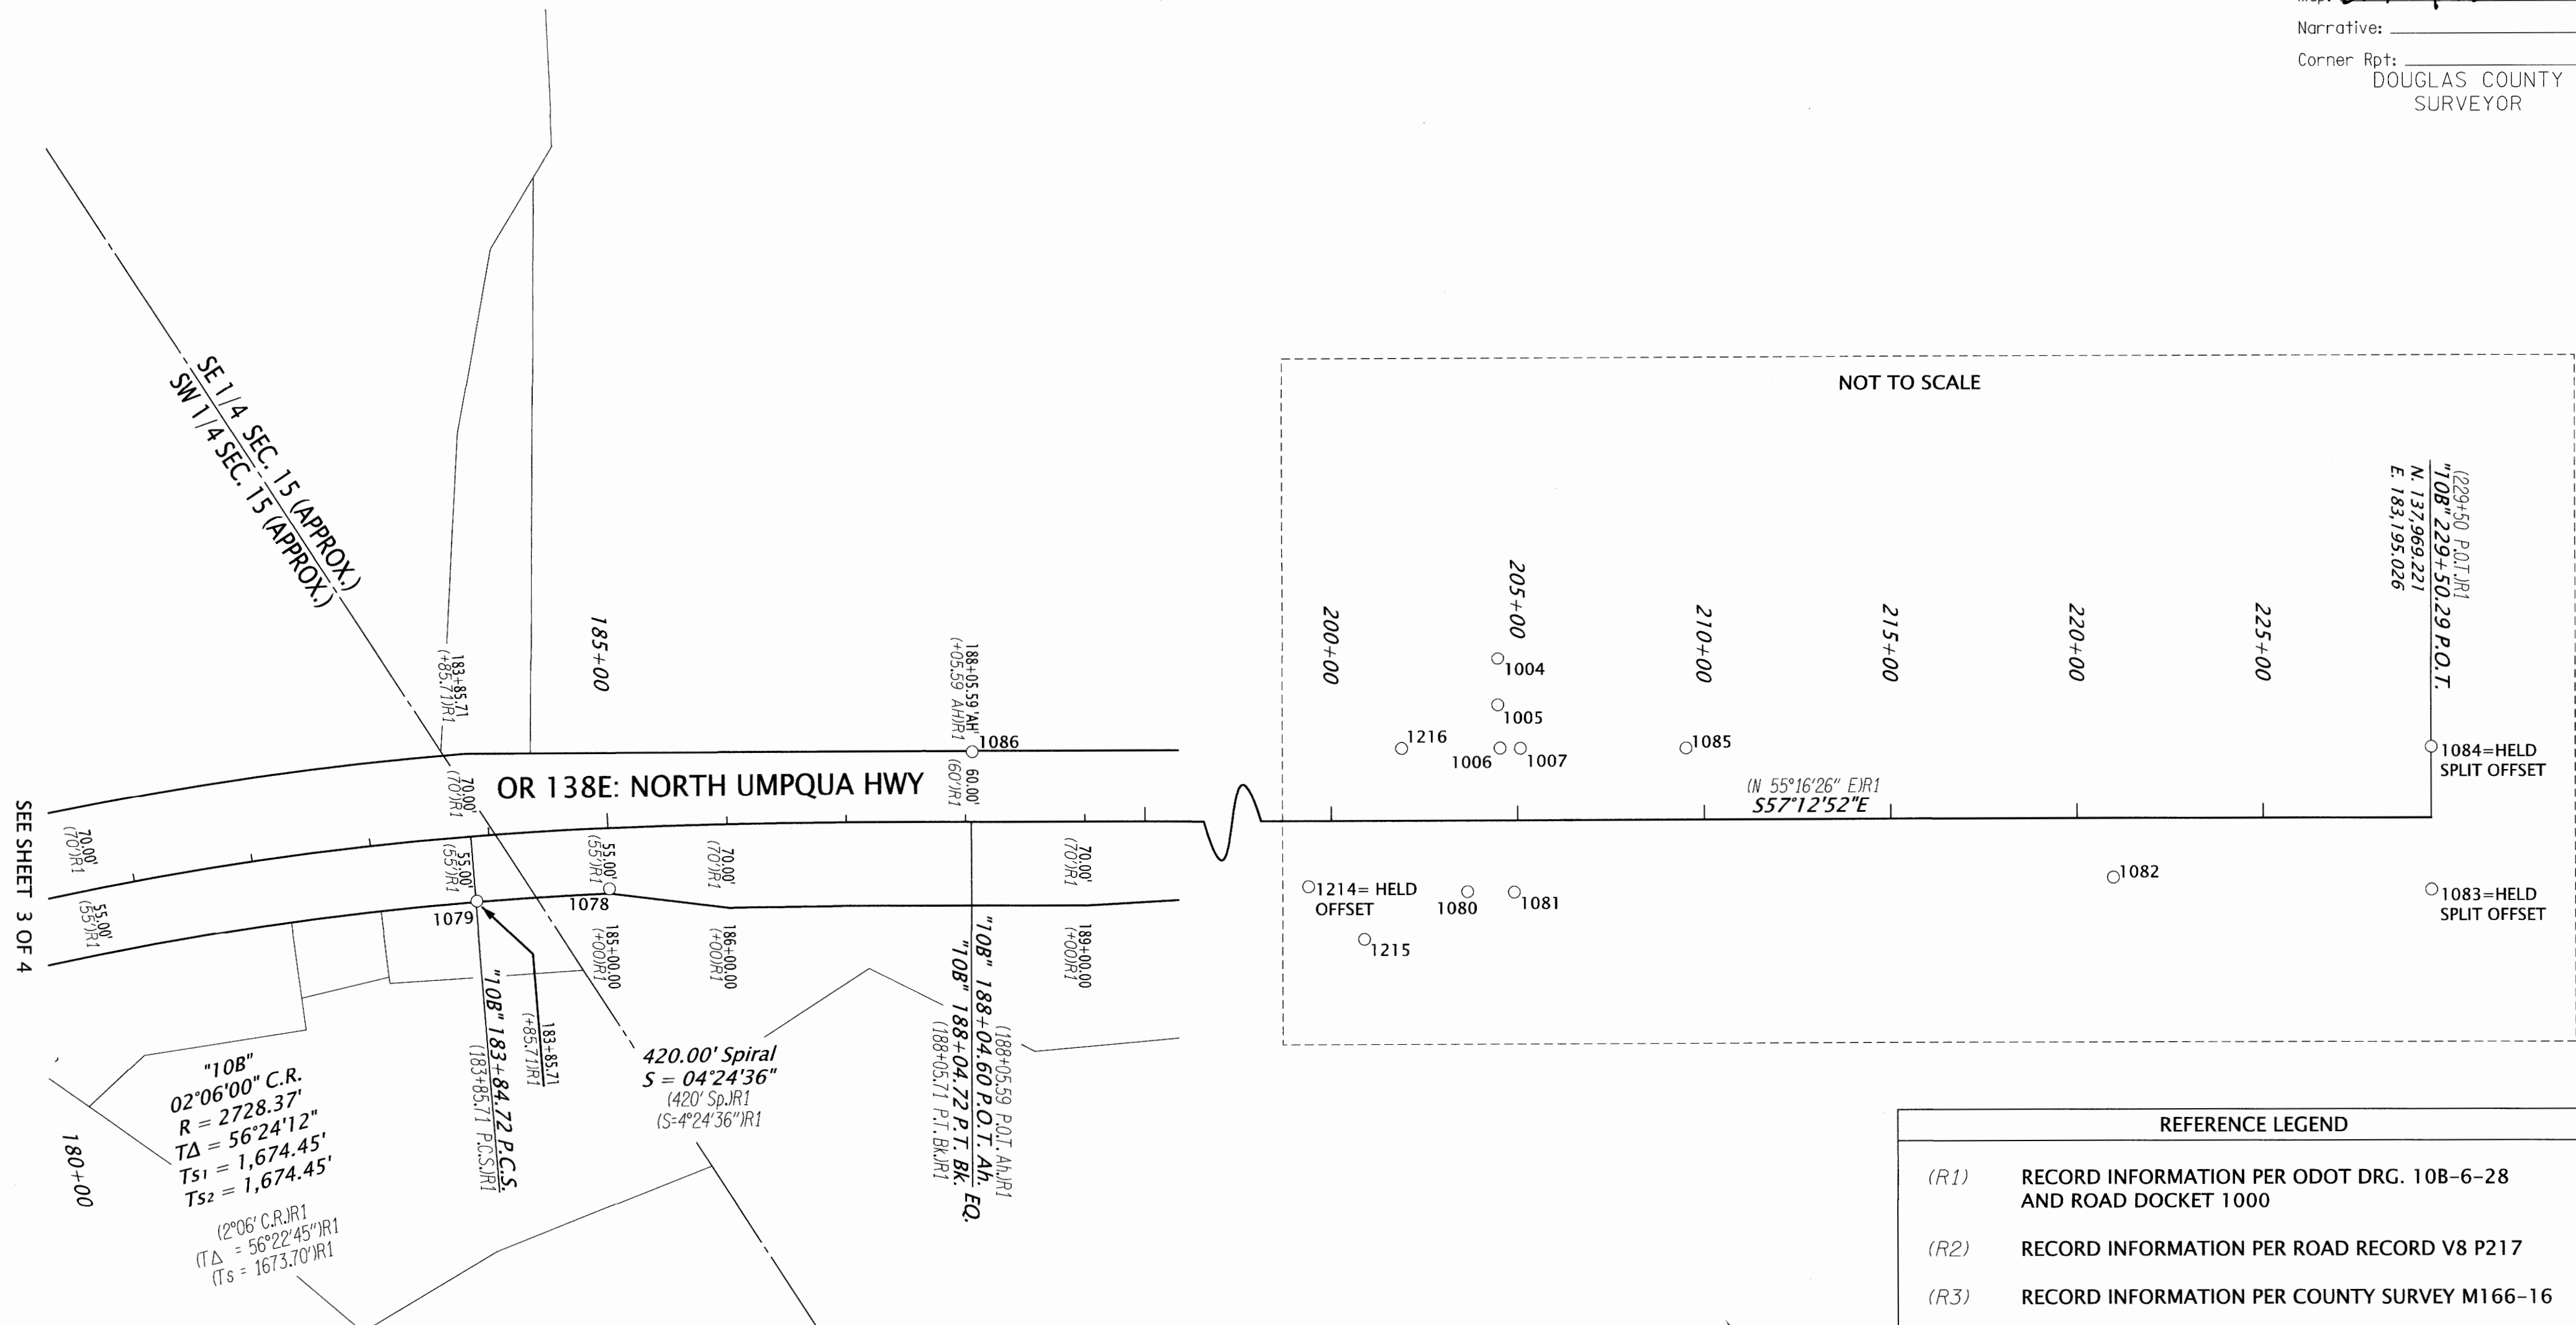 Narrative:
Corner Rpt:
DOUGLAS COUNTY
SURVEYOR
SE 1/4 SEC. 15 (APPROX.)
SW 1/4 SEC. 15 (APPROX.)
183+85.71
(+85.71)R1
185+00
188+05.59 'AH'
(+05.59 AH)R1
1086
OR 138E: NORTH UMPQUA HWY
70.00'
(70')R1
60.00'
(60')R1
SEE SHEET 3 OF 4
70.00'
(70')R1
55.00'
(55')R1
55.00'
(55')R1
55.00'
(55')R1
70.00'
(70')R1
70.00'
(70')R1
1079
1078
185+00.00
(+00)R1
186+00.00
(+00)R1
189+00.00
(+00)R1
183+85.71
(+85.71)R1
"10B" 183+84.72 P.C.S.
(183+85.71 P.C.S.)R1
(188+05.59 P.O.T. Ah.)R1
"10B" 188+04.60 P.O.T. Ah.
"10B" 188+04.72 P.T. Bk.
EQ.
(188+05.71 P.T. Bk)R1
420.00' Spiral
S = 04°24'36"
(420' Sp.)R1
(S=4°24'36")R1
"10B"
02°06'00" C.R.
R = 2728.37'
TΔ = 56°24'12"
Ts1 = 1,674.45'
Ts2 = 1,674.45'
(2°06' C.R.)R1
(TΔ = 56°22'45")R1
(Ts = 1673.70')R1
180+00
NOT TO SCALE
(229+50 P.O.T.)R1
"10B" 229+50.29 P.O.T.
N. 137,969.221
E. 183,195.026
200+00
205+00
210+00
215+00
220+00
225+00
1004
1005
1216
1006
1007
1085
1084=HELD
SPLIT OFFSET
(N 55°16'26" E)R1
S57°12'52"E
1214= HELD
OFFSET
1215
1080
1081
1082
1083=HELD
SPLIT OFFSET
REFERENCE LEGEND
(R1) RECORD INFORMATION PER ODOT DRG. 10B-6-28
AND ROAD DOCKET 1000
(R2) RECORD INFORMATION PER ROAD RECORD V8 P217
(R3) RECORD INFORMATION PER COUNTY SURVEY M166-16